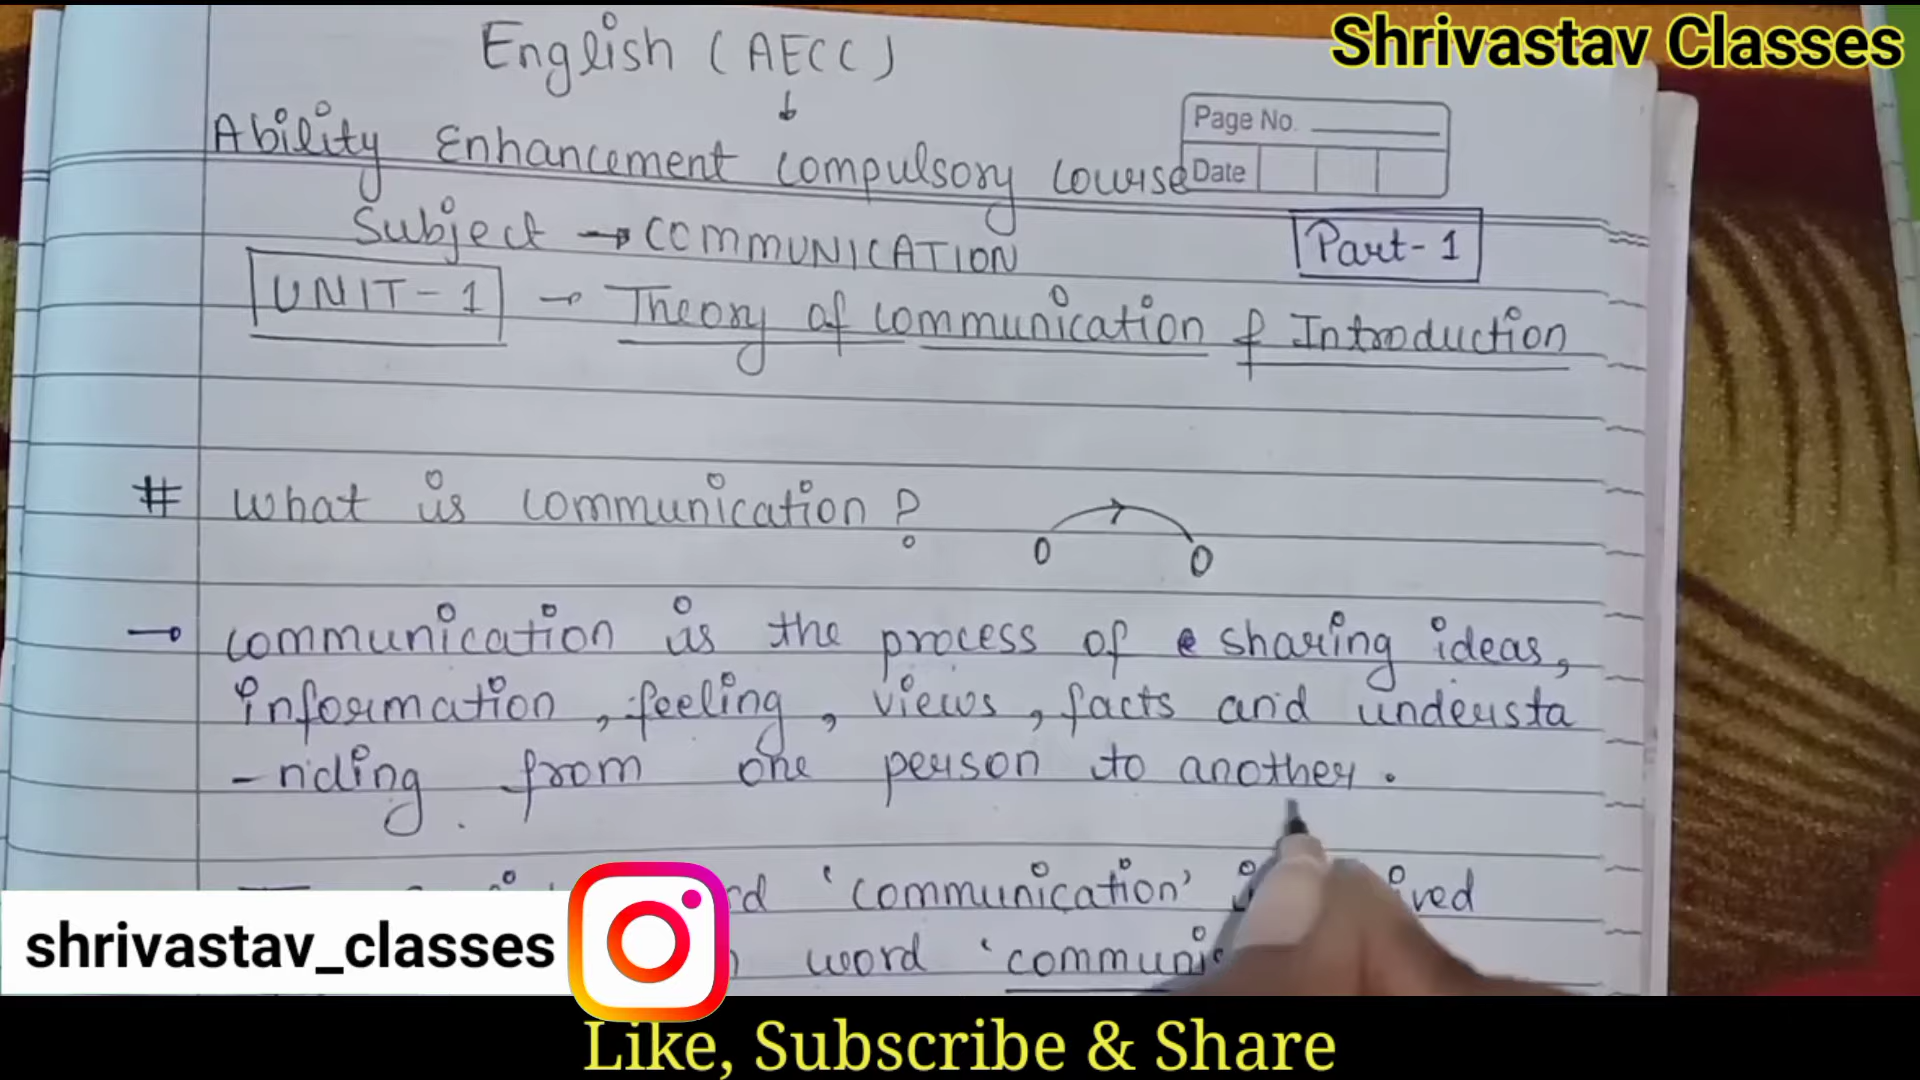 Shrivastav Classes
English (AECC)
Page No.
Date
Ability Enhancement Compulsory Course
Subject → COMMUNICATION
Part-1
UNIT-1 → Theory of communication & Introduction
# What is communication?
→ communication is the process of sharing ideas,
information, feeling, views, facts and understa
-nding from one person to another.
'communication'
word 'communi
shrivastav_classes
Like, Subscribe & Share